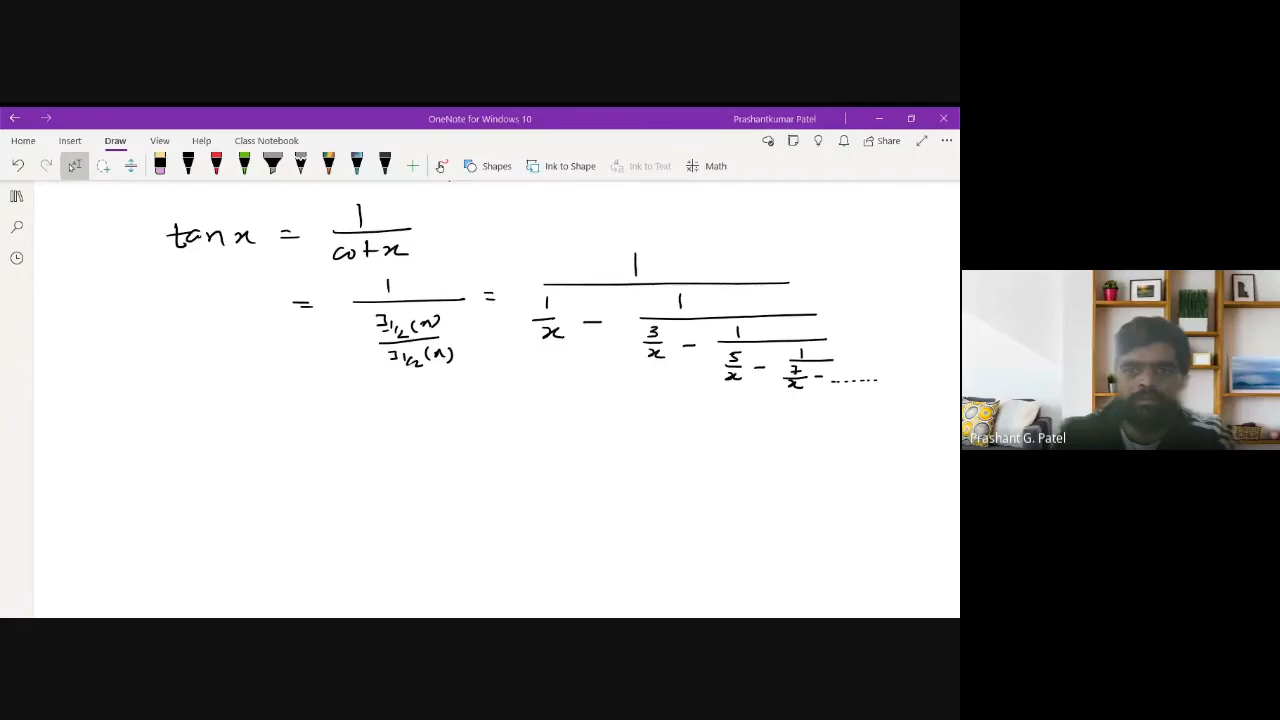 OneNote for Windows 10
Prashantkumar Patel
Home Insert Draw View Help Class Notebook
Share
Shapes Ink to Shape Ink to Text Math
tan x = 1 / cot x
= 1 / (J1/2(x) / J1/2(x)) = 1 / (1/x - 1 / (3/x - 1 / (5/x - 1 / (7/x - ......
Prashant G. Patel